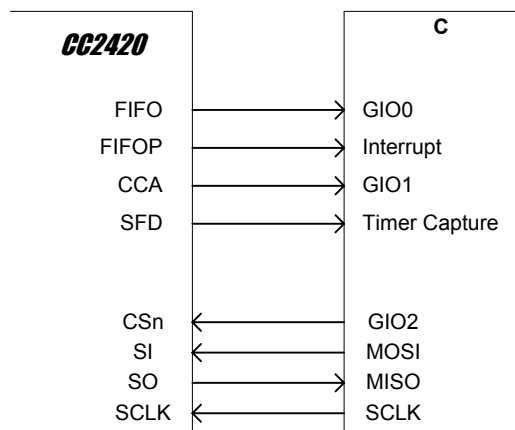 CC2420
C
FIFO GIO0
FIFOP Interrupt
CCA GIO1
SFD Timer Capture
CSn GIO2
SI MOSI
SO MISO
SCLK SCLK